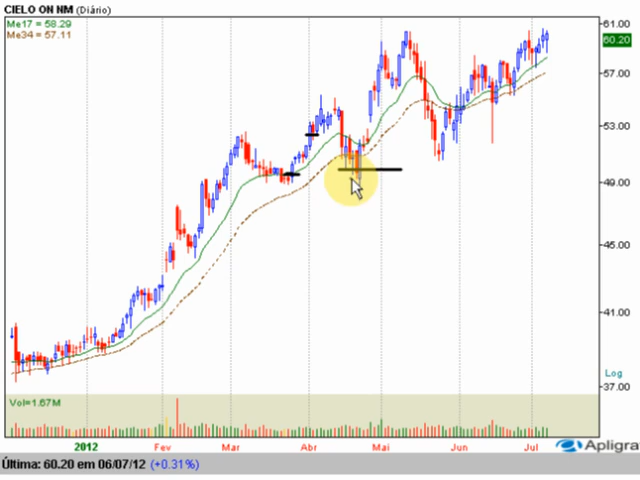 CIELO ON NM (Diário)
Me17 = 58.29
Me34 = 57.11
61.00
60.20
57.00
53.00
49.00
45.00
41.00
Log
37.00
Vol=1.67M
2012 Fev Mar Abr Mai Jun Jul
Apligra
Última: 60.20 em 06/07/12 (+0.31%)